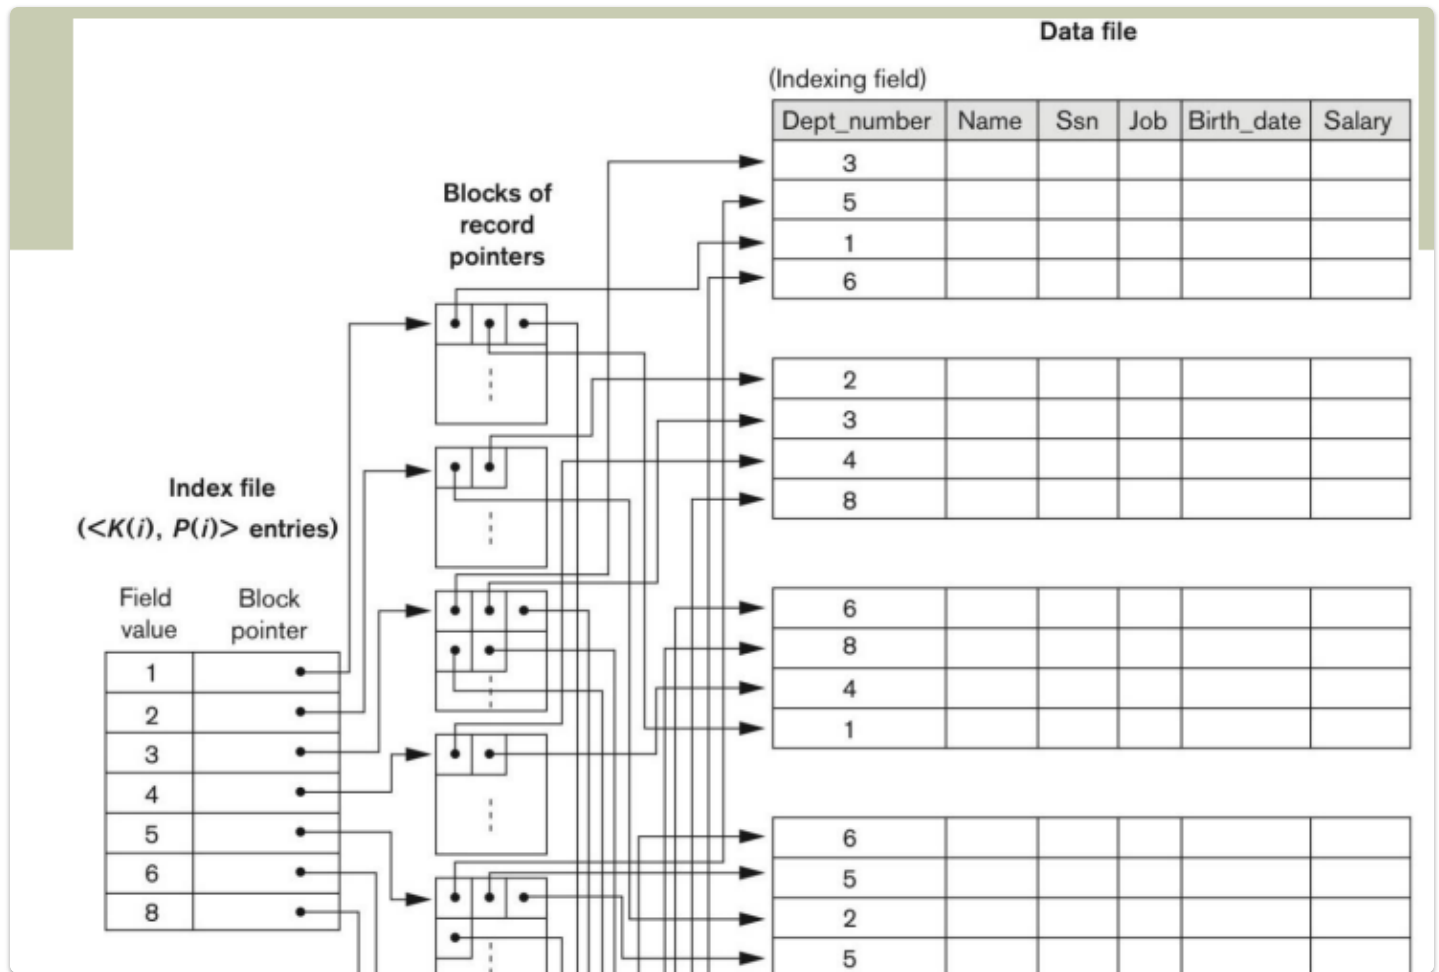 Data file
(Indexing field)
Dept_number Name Ssn Job Birth_date Salary
3
5
1
6
Blocks of
record
pointers
2
3
4
8
Index file
(<K(i), P(i)> entries)
Field
value
Block
pointer
1
2
3
4
5
6
8
6
8
4
1
6
5
2
5